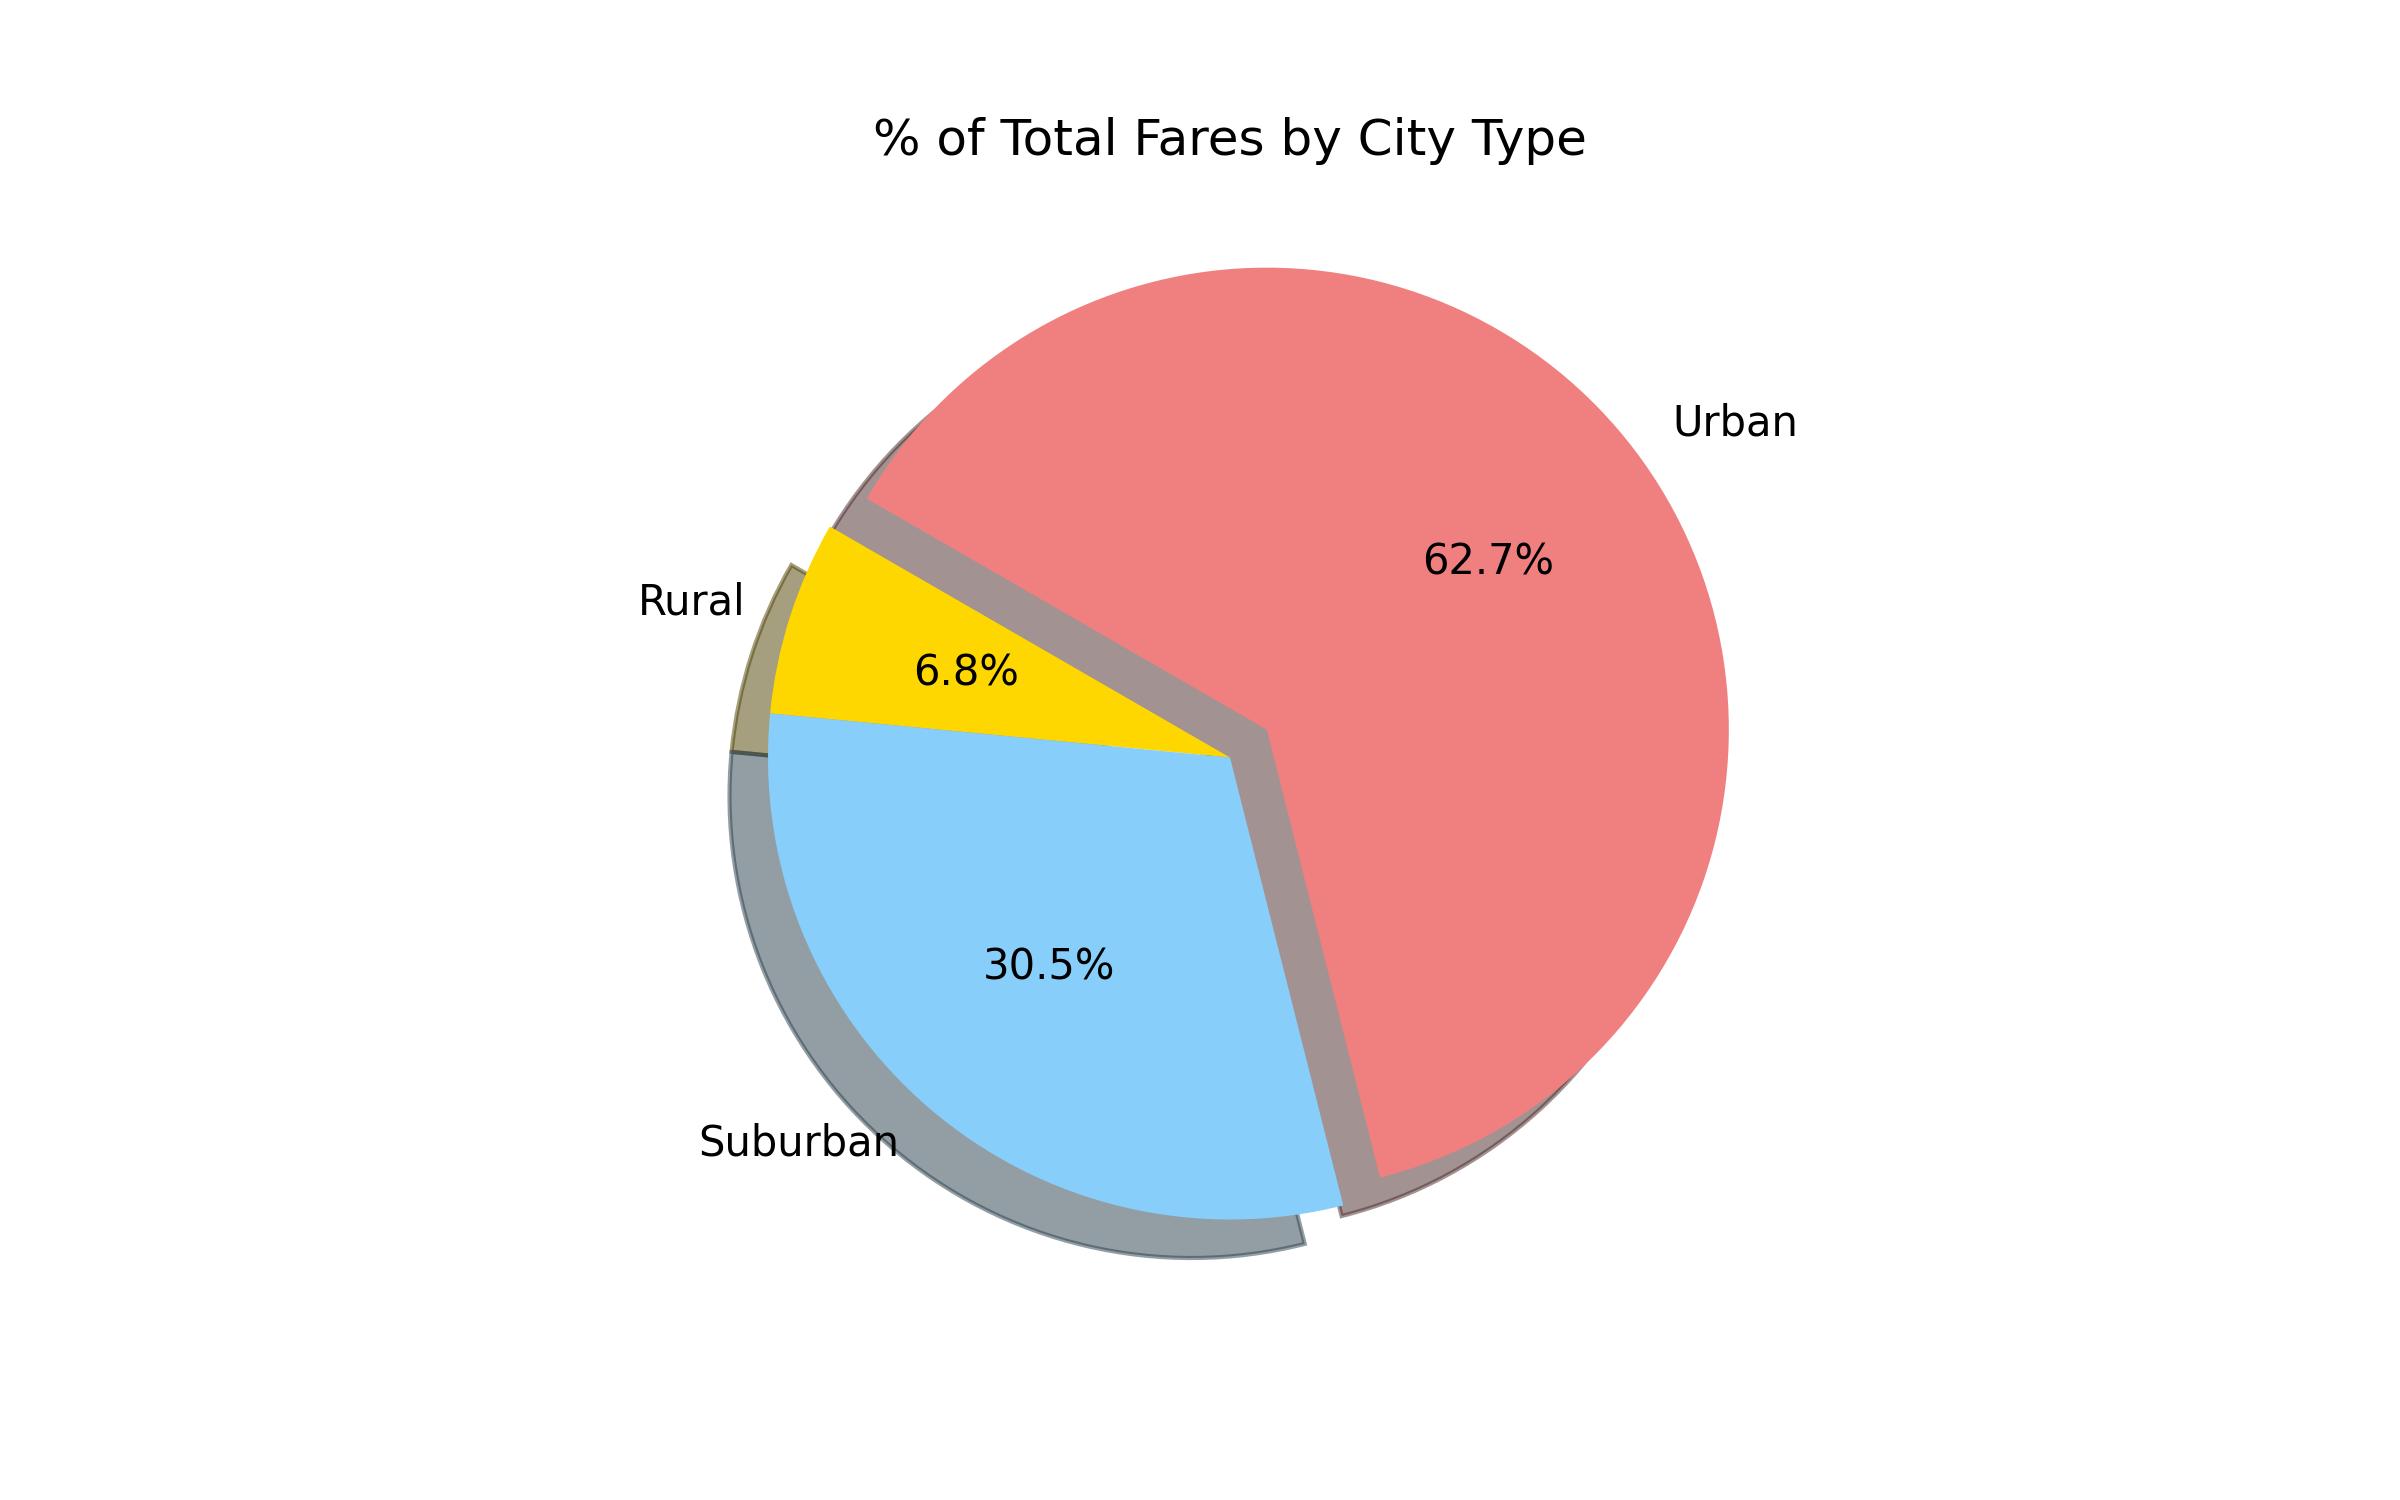 % of Total Fares by City Type
Urban
62.7%
Rural
6.8%
30.5%
Suburban